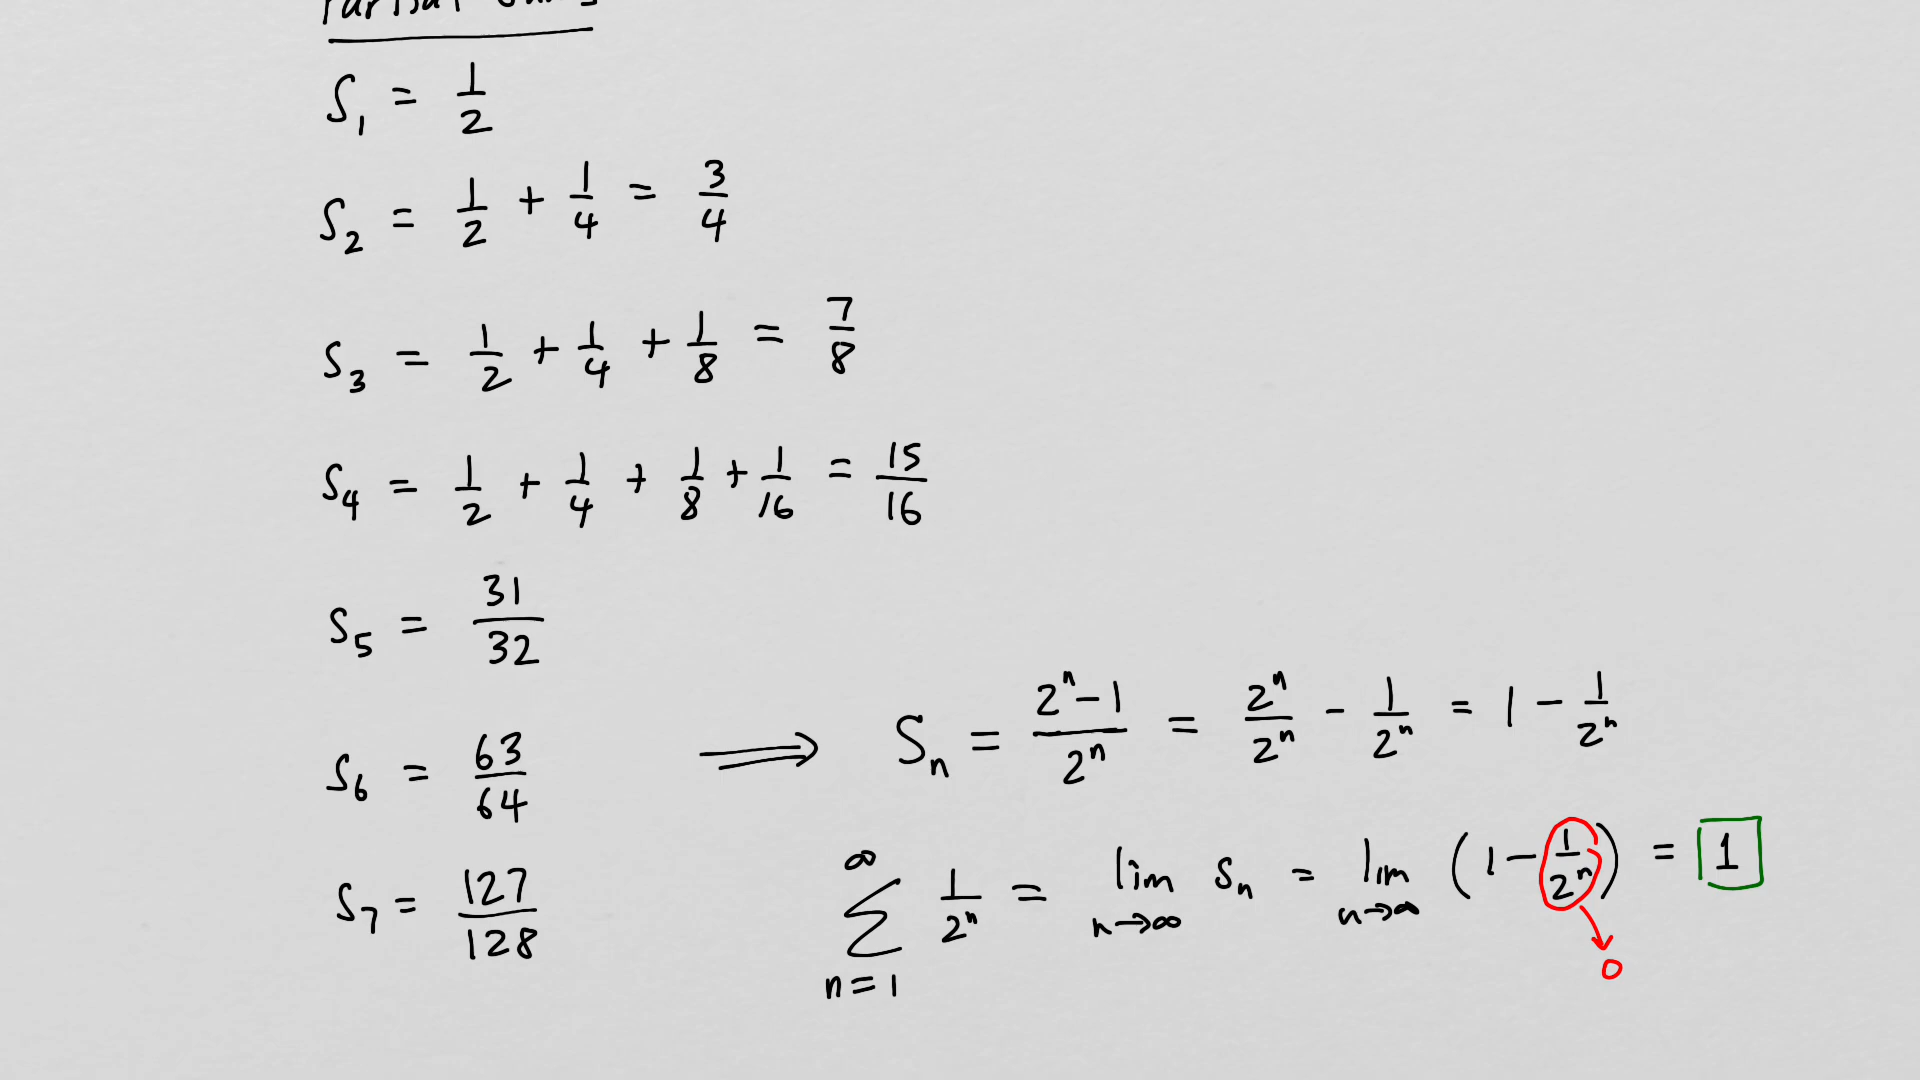 S₁ = 1/2
S₂ = 1/2 + 1/4 = 3/4
S₃ = 1/2 + 1/4 + 1/8 = 7/8
S₄ = 1/2 + 1/4 + 1/8 + 1/16 = 15/16
S₅ = 31/32
S₆ = 63/64
⟹ Sₙ = (2ⁿ-1)/2ⁿ = 2ⁿ/2ⁿ - 1/2ⁿ = 1 - 1/2ⁿ
S₇ = 127/128
∑_{n=1}^{∞} 1/2ⁿ = lim_{n→∞} Sₙ = lim_{n→∞} (1 - 1/2ⁿ) = 1
0